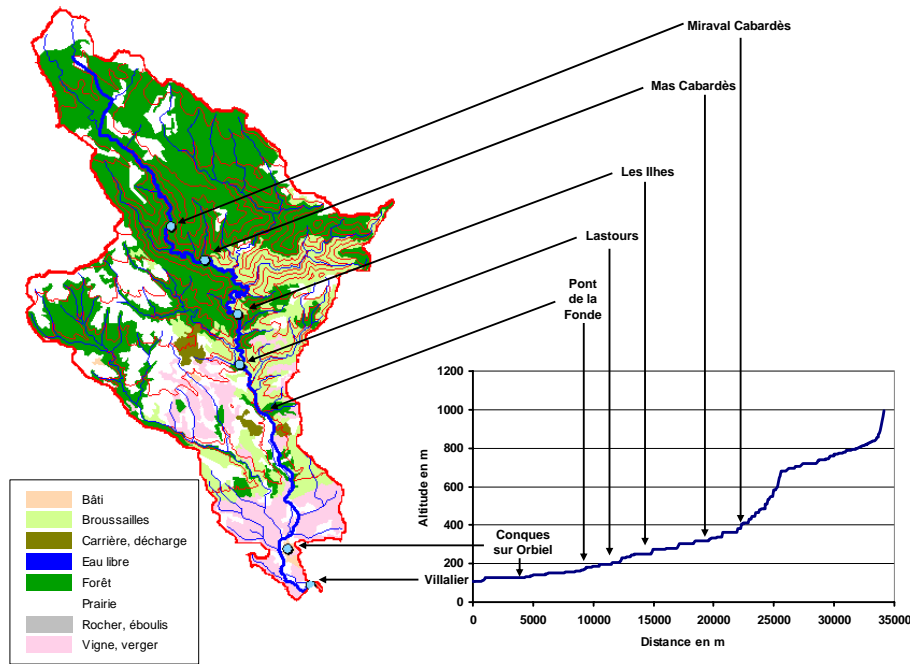 Miraval Cabardès
Mas Cabardès
Les Ilhes
Lastours
Pont
de la
Fonde
Conques
sur Orbiel
Villalier
Bâti
Broussailles
Carrière, décharge
Eau libre
Forêt
Prairie
Rocher, éboulis
Vigne, verger
Altitude en m
1200
1000
800
600
400
200
0
0
5000
10000
15000
20000
25000
30000
35000
Distance en m